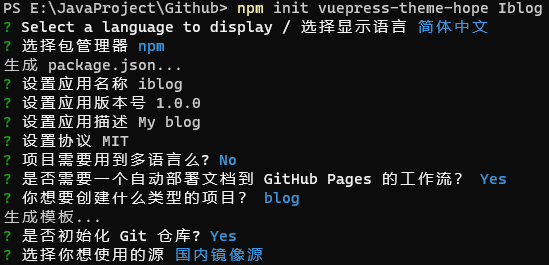 PS E:\JavaProject\Github> npm init vuepress-theme-hope Iblog
? Select a language to display / 选择显示语言 简体中文
? 选择包管理器 npm
生成 package.json...
? 设置应用名称 iblog
? 设置应用版本号 1.0.0
? 设置应用描述 My blog
? 设置协议 MIT
? 项目需要用到多语言么? No
? 是否需要一个自动部署文档到 GitHub Pages 的工作流？ Yes
? 你想要创建什么类型的项目？ blog
生成模板...
? 是否初始化 Git 仓库? Yes
? 选择你想使用的源 国内镜像源